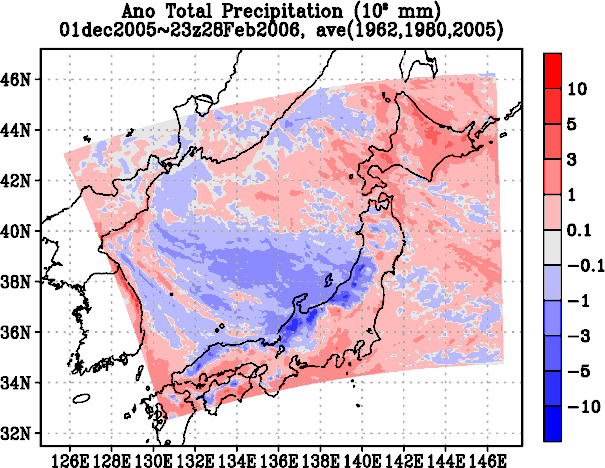 Ano Total Precipitation (10² mm)
01dec2005~23z28Feb2006, ave(1962,1980,2005)
46N
44N
42N
40N
38N
36N
34N
32N
126E 128E 130E 132E 134E 136E 138E 140E 142E 144E 146E
10
5
3
1
0.1
−0.1
−1
−3
−5
−10